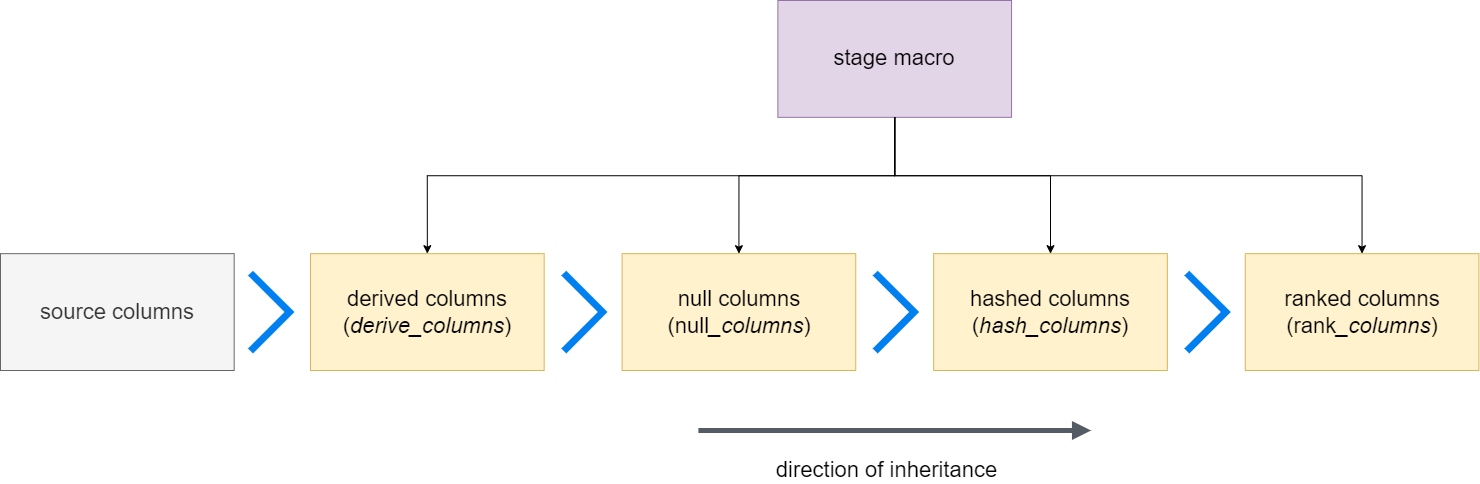 stage macro
source columns
derived columns
(derive_columns)
null columns
(null_columns)
hashed columns
(hash_columns)
ranked columns
(rank_columns)
direction of inheritance